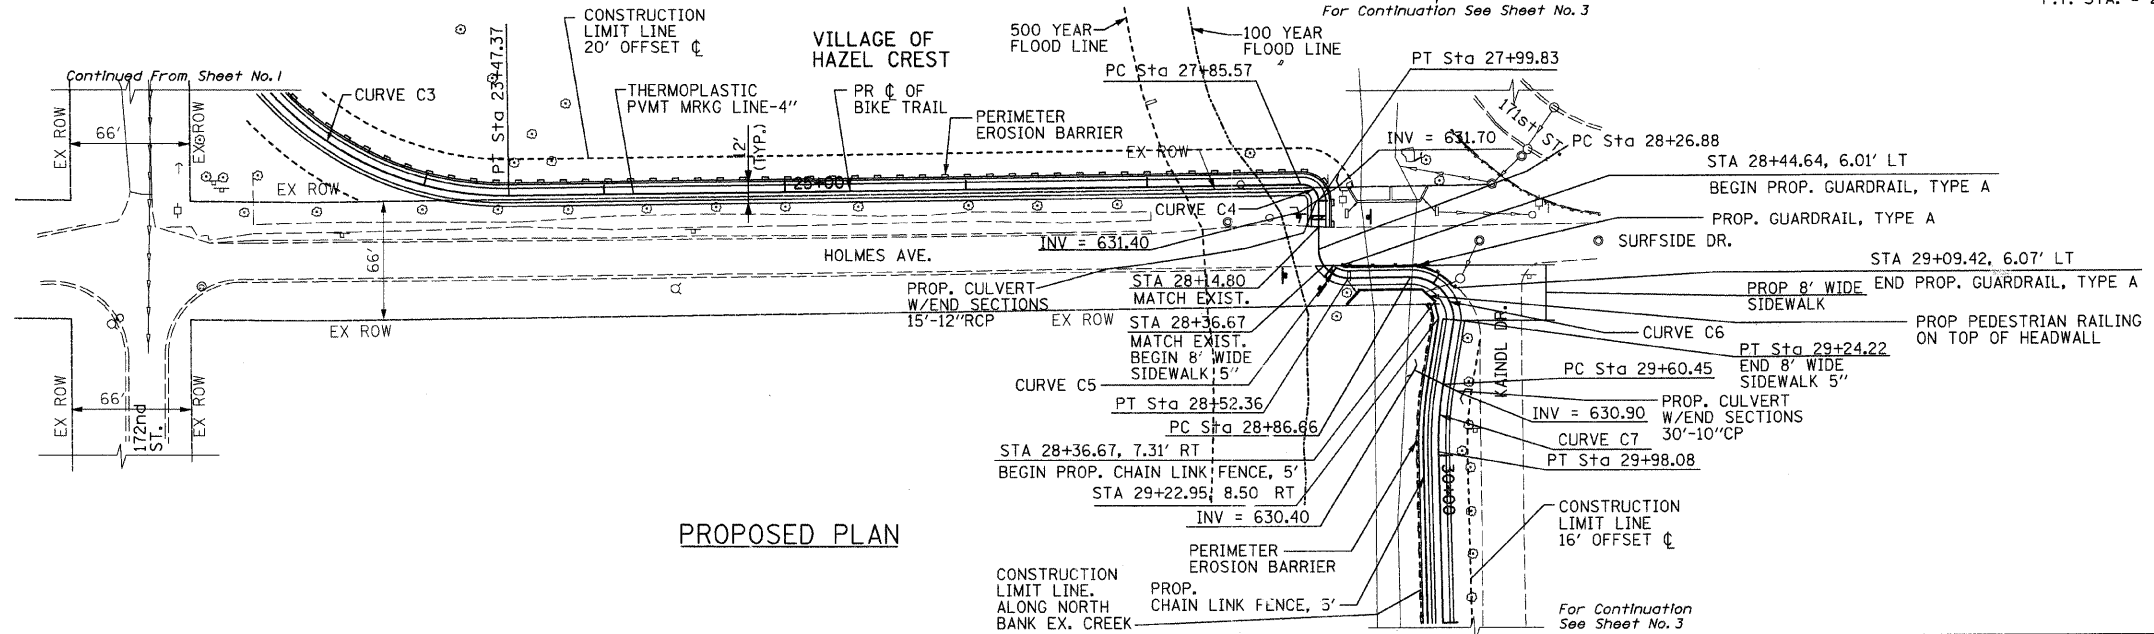 For Continuation See Sheet No. 3
CONSTRUCTION
LIMIT LINE
20' OFFSET ℄
VILLAGE OF
HAZEL CREST
500 YEAR
FLOOD LINE
100 YEAR
FLOOD LINE
PT Sta 27+99.83
Continued From Sheet No. 1
PC Sta 27+85.57
CURVE C3
PT Sta 23+47.37
THERMOPLASTIC
PVMT MRKG LINE-4"
PR ℄ OF
BIKE TRAIL
PERIMETER
EROSION BARRIER
171st ST.
EX ROW
66'
EX ROW
12'
(TYP.)
EX ROW
INV = 631.70
PC Sta 28+26.88
STA 28+44.64, 6.01' LT
BEGIN PROP. GUARDRAIL, TYPE A
EX ROW
25+00
CURVE C4
PROP. GUARDRAIL, TYPE A
INV = 631.40
SURFSIDE DR.
HOLMES AVE.
66'
STA 29+09.42, 6.07' LT
END PROP. GUARDRAIL, TYPE A
PROP. CULVERT
W/END SECTIONS
15'-12"RCP
STA 28+14.80
MATCH EXIST.
PROP 8' WIDE
SIDEWALK
EX ROW
EX ROW
STA 28+36.67
MATCH EXIST.
BEGIN 8' WIDE
SIDEWALK 5"
CURVE C6
PROP PEDESTRIAN RAILING
ON TOP OF HEADWALL
PT Sta 29+24.22
END 8' WIDE
SIDEWALK 5"
KAINDL DR.
PC Sta 29+60.45
CURVE C5
EX ROW
66'
EX ROW
172nd
ST.
PT Sta 28+52.36
INV = 630.90
PROP. CULVERT
W/END SECTIONS
30'-10"CP
PC Sta 28+86.66
CURVE C7
STA 28+36.67, 7.31' RT
BEGIN PROP. CHAIN LINK FENCE, 5'
PT Sta 29+98.08
STA 29+22.95, 8.50 RT
30+00
INV = 630.40
CONSTRUCTION
LIMIT LINE
16' OFFSET ℄
PROPOSED PLAN
PERIMETER
EROSION BARRIER
CONSTRUCTION
LIMIT LINE.
ALONG NORTH
BANK EX. CREEK
PROP.
CHAIN LINK FENCE, 5'
For Continuation
See Sheet No. 3